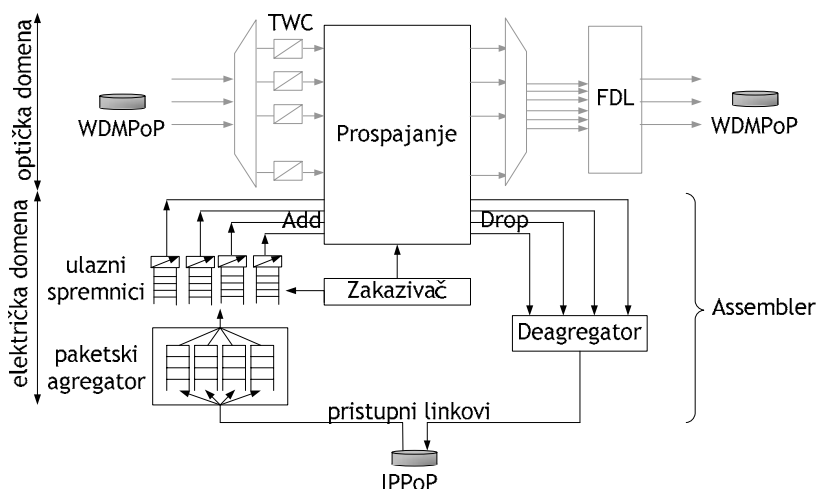 TWC
optička domena
WDMPoP
Prospajanje
FDL
WDMPoP
električka domena
Add
Drop
ulazni
spremnici
Zakazivač
Assembler
Deagregator
paketski
agregator
pristupni linkovi
IPPoP